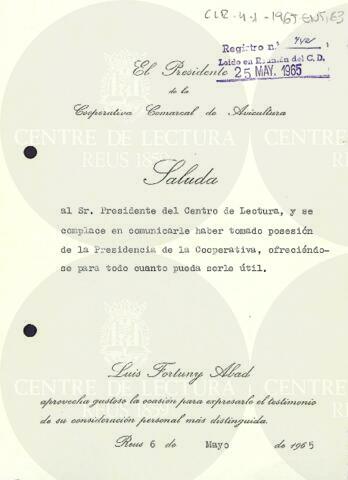 CLR-4-1-1965-ENT,E3
Registro n.º 442
Leido en Reunión del C.D.
25 MAY. 1965
El Presidente
de la
Cooperativa Comarcal de Avicultura
CENTRE DE LECTURA
REUS 1859
Saluda
al Sr. Presidente del Centro de Lectura, y se
complace en comunicarle haber tomado posesión
de la Presidencia de la Cooperativa, ofreciéndo-
se para todo cuanto pueda serle útil.
Luis Fortuny Abad
CENTRE DE LECTURA
CENTRE DE LECTURA
REUS 1859
aprovecha gustoso la ocasión para expresarle el testimonio
de su consideración personal más distinguida.
Reus 6 de Mayo de 1965